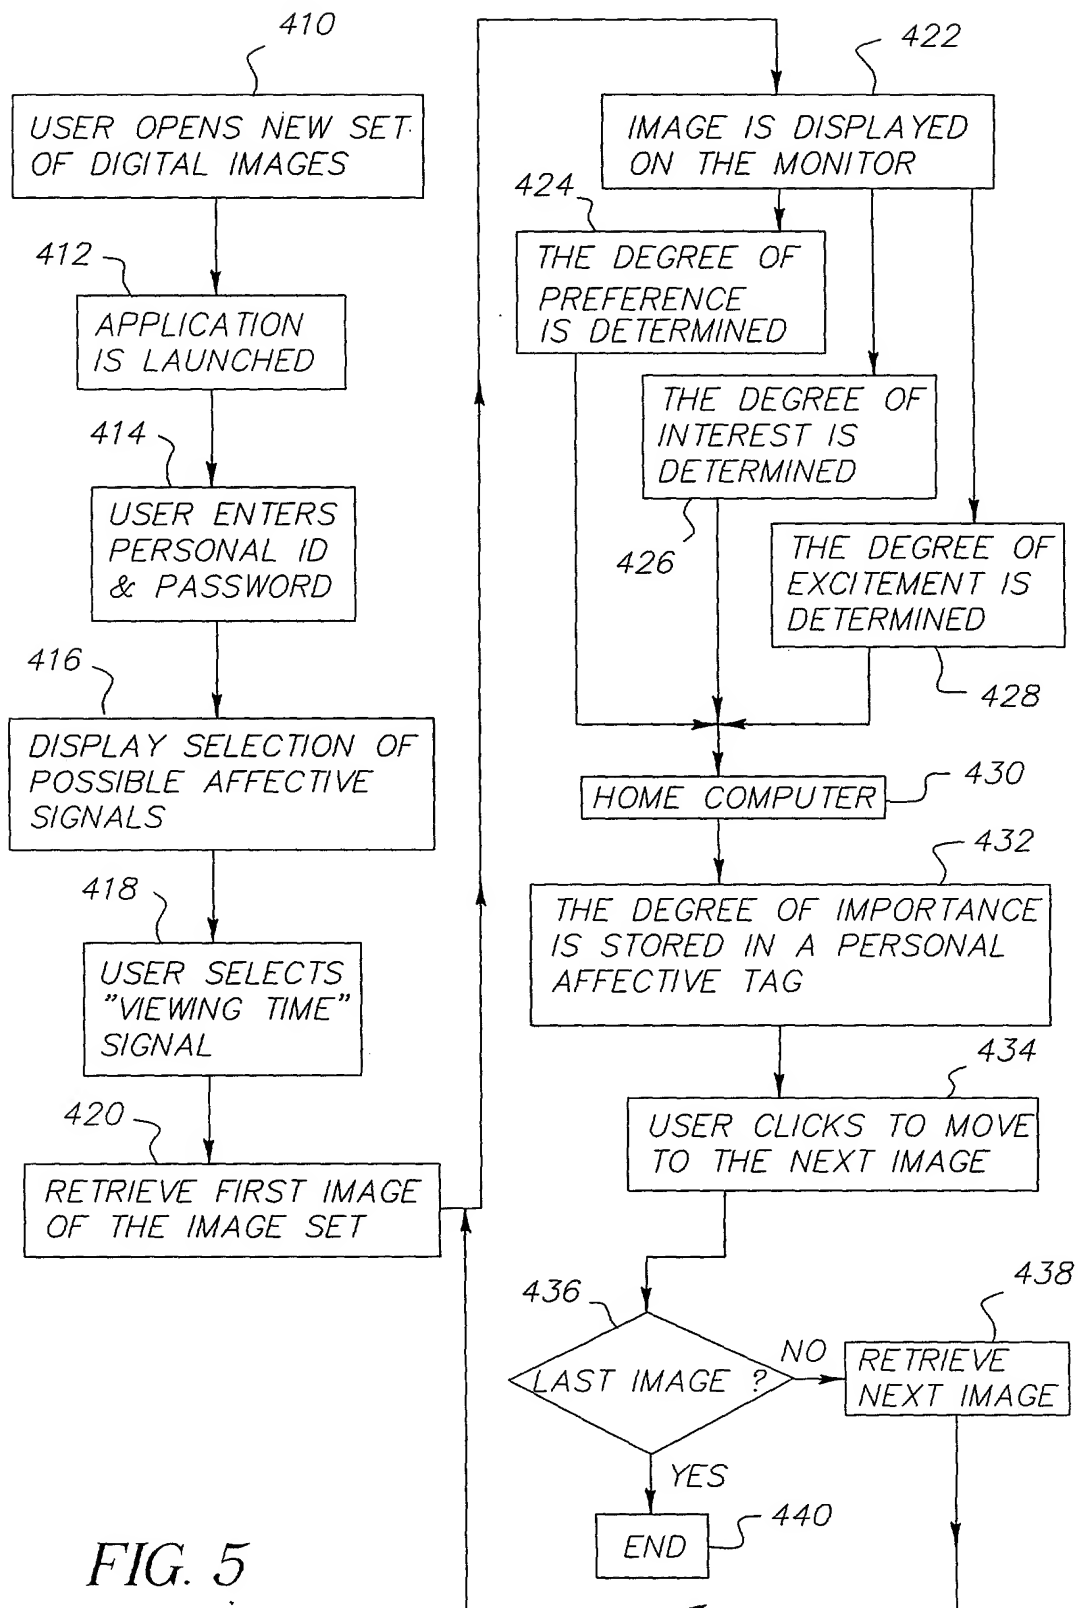 410
USER OPENS NEW SET
OF DIGITAL IMAGES
412
APPLICATION
IS LAUNCHED
414
USER ENTERS
PERSONAL ID
& PASSWORD
416
DISPLAY SELECTION OF
POSSIBLE AFFECTIVE
SIGNALS
418
USER SELECTS
"VIEWING TIME"
SIGNAL
420
RETRIEVE FIRST IMAGE
OF THE IMAGE SET
422
IMAGE IS DISPLAYED
ON THE MONITOR
424
THE DEGREE OF
PREFERENCE
IS DETERMINED
THE DEGREE OF
INTEREST IS
DETERMINED
426
THE DEGREE OF
EXCITEMENT IS
DETERMINED
428
HOME COMPUTER
430
432
THE DEGREE OF IMPORTANCE
IS STORED IN A PERSONAL
AFFECTIVE TAG
434
USER CLICKS TO MOVE
TO THE NEXT IMAGE
436
LAST IMAGE ?
NO
438
RETRIEVE
NEXT IMAGE
YES
440
END
FIG. 5